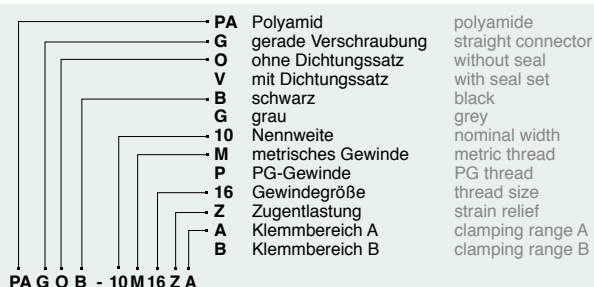 PA Polyamid polyamide
G gerade Verschraubung straight connector
O ohne Dichtungssatz without seal
V mit Dichtungssatz with seal set
B schwarz black
G grau grey
10 Nennweite nominal width
M metrisches Gewinde metric thread
P PG-Gewinde PG thread
16 Gewindegröße thread size
Z Zugentlastung strain relief
A Klemmbereich A clamping range A
B Klemmbereich B clamping range B
PA G O B - 10 M 16 Z A